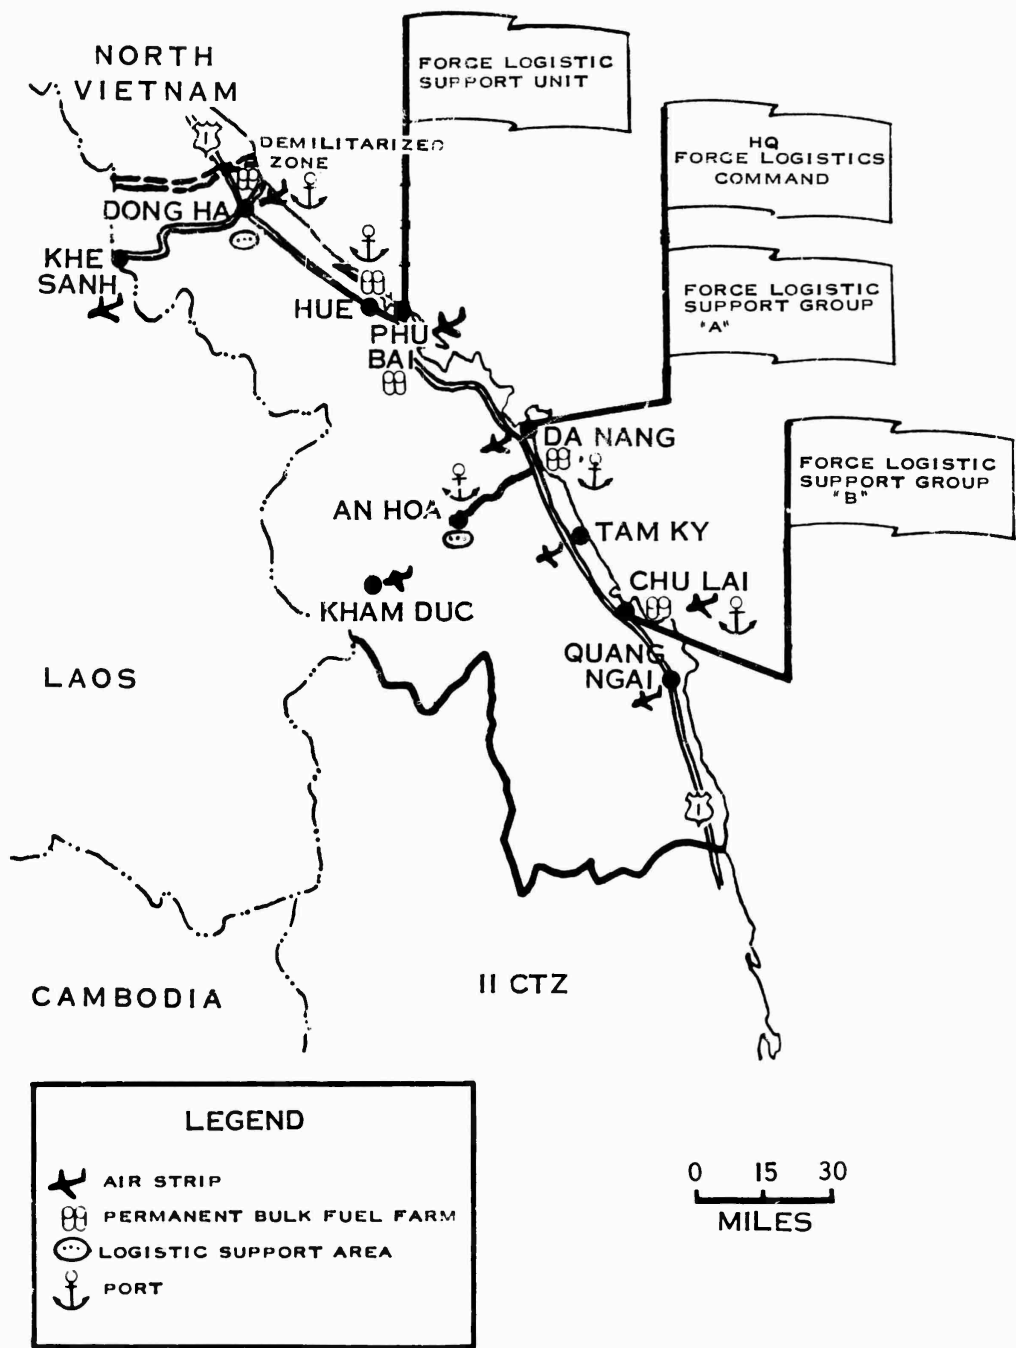 NORTH
VIETNAM
FORCE LOGISTIC
SUPPORT UNIT
HQ
FORCE LOGISTICS
COMMAND
1
DEMILITARIZED
ZONE
DONG HA
KHE
SANH
HUE
PHU
BAI
FORCE LOGISTIC
SUPPORT GROUP
"A"
DA NANG
FORCE LOGISTIC
SUPPORT GROUP
"B"
AN HOA
TAM KY
KHAM DUC
CHU LAI
QUANG
NGAI
LAOS
1
CAMBODIA
II CTZ
LEGEND
AIR STRIP
PERMANENT BULK FUEL FARM
LOGISTIC SUPPORT AREA
PORT
0 15 30
MILES